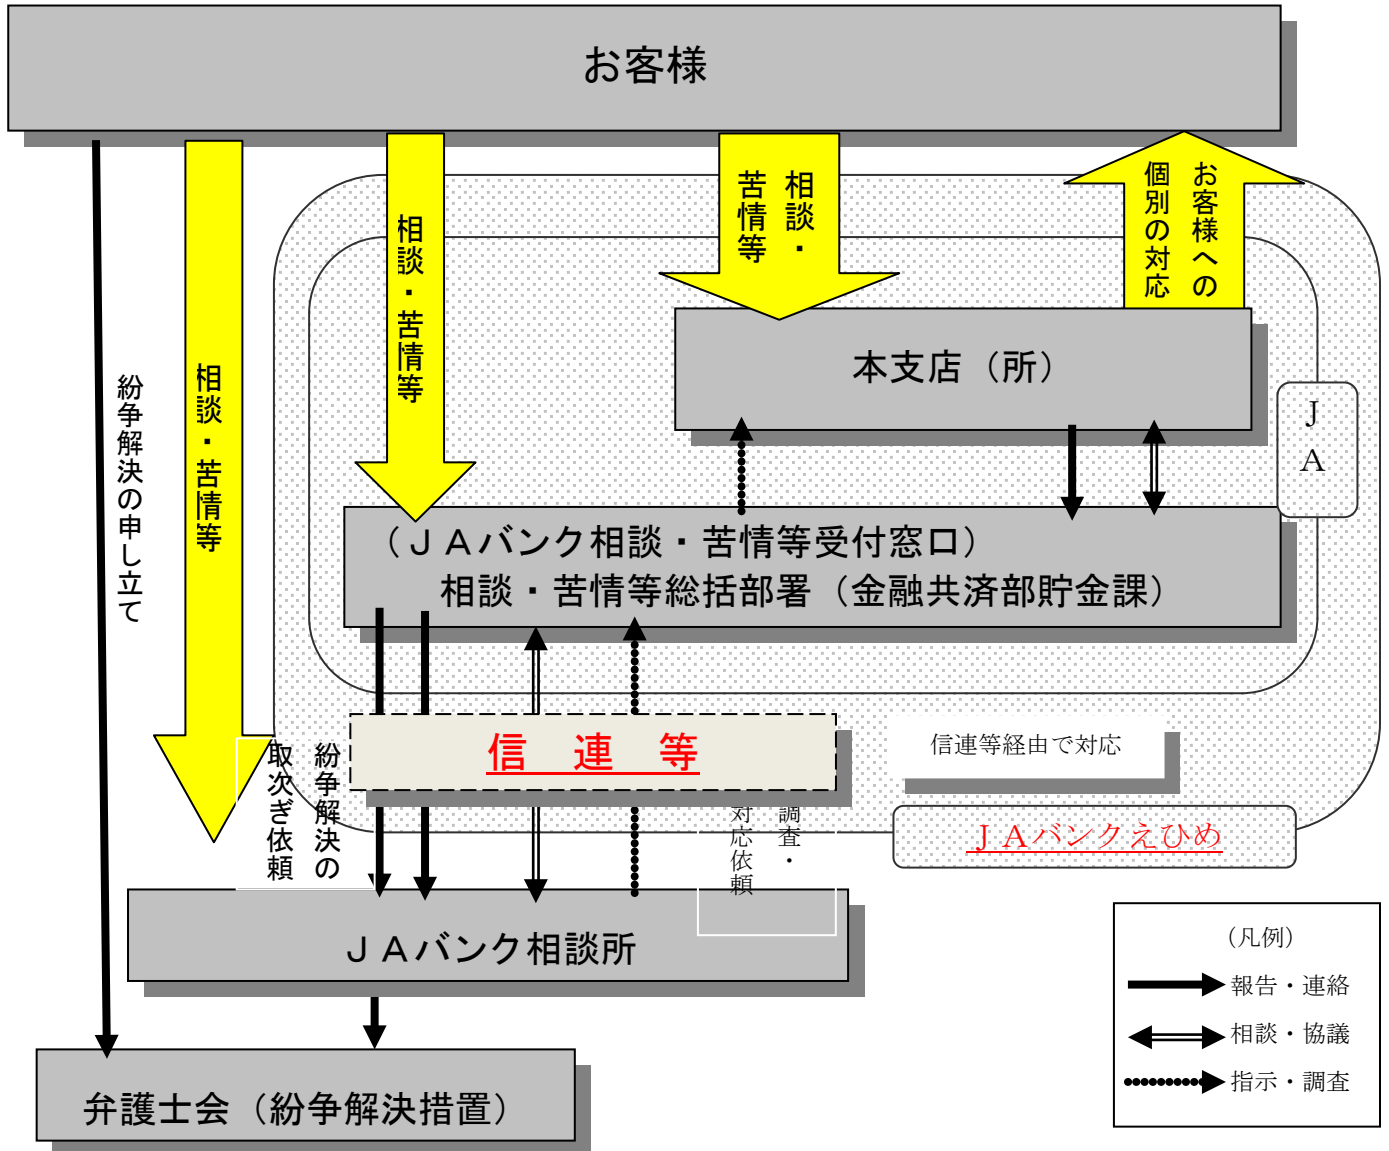 お客様
相談・
苦情等
お客様への
個別の対応
相談・苦情等
相談・苦情等
紛争解決の申し立て
本支店（所）
ＪＡ
（ＪＡバンク相談・苦情等受付窓口）
相談・苦情等総括部署（金融共済部貯金課）
信　連　等
信連等経由で対応
紛争解決の
取次ぎ依頼
調査・
対応依頼
ＪＡバンクえひめ
ＪＡバンク相談所
弁護士会（紛争解決措置）
（凡例）
報告・連絡
相談・協議
指示・調査